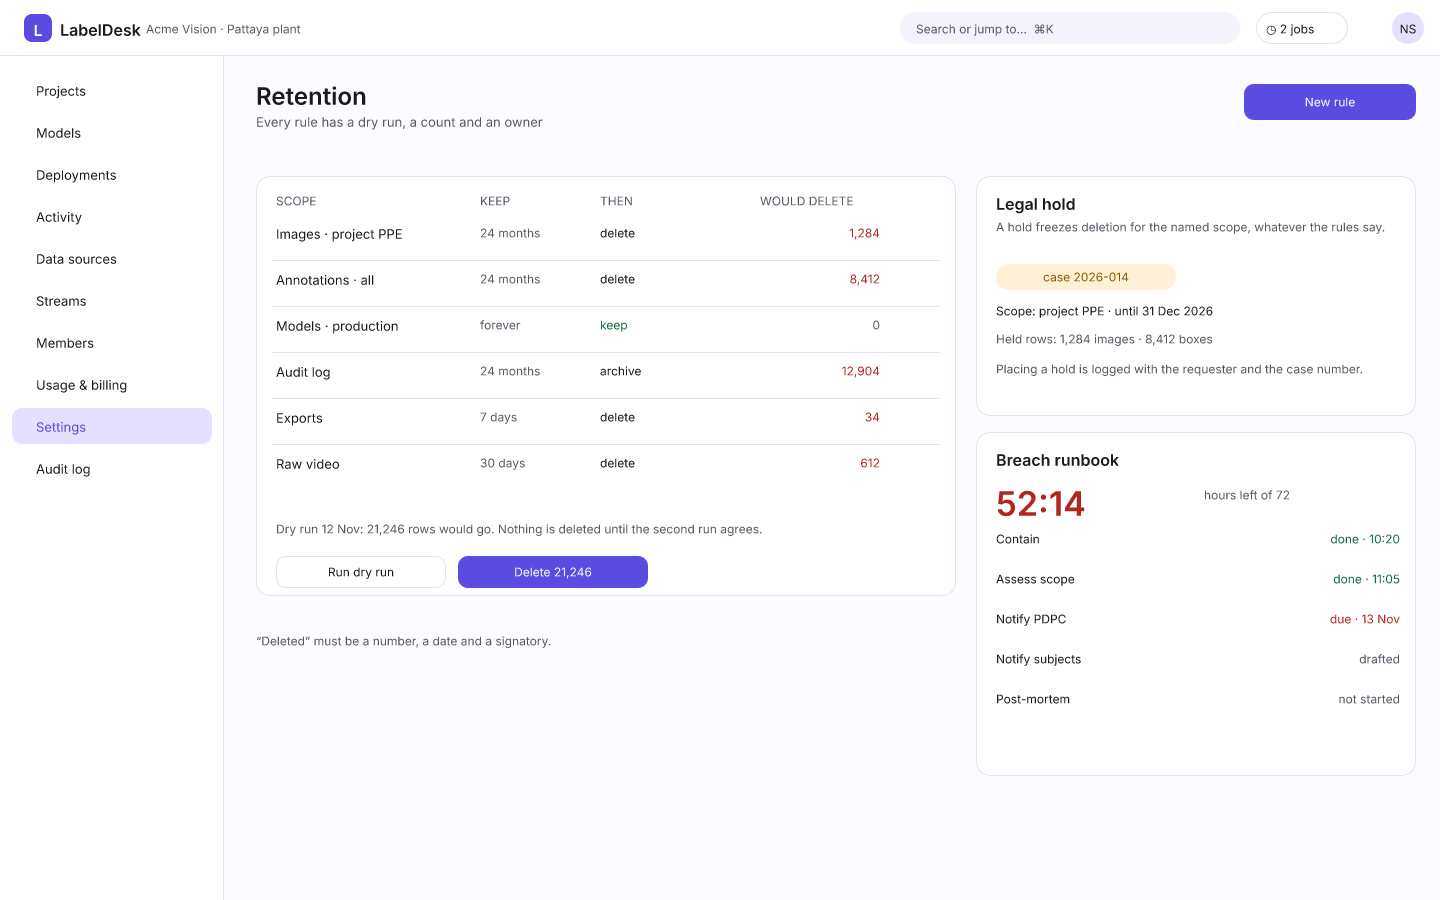 L LabelDesk Acme Vision · Pattaya plant
Search or jump to... ⌘K
◷ 2 jobs
NS
Projects
Models
Deployments
Activity
Data sources
Streams
Members
Usage & billing
Settings
Audit log
Retention
Every rule has a dry run, a count and an owner
New rule
SCOPE KEEP THEN WOULD DELETE
Images · project PPE 24 months delete 1,284
Annotations · all 24 months delete 8,412
Models · production forever keep 0
Audit log 24 months archive 12,904
Exports 7 days delete 34
Raw video 30 days delete 612
Dry run 12 Nov: 21,246 rows would go. Nothing is deleted until the second run agrees.
Run dry run
Delete 21,246
“Deleted” must be a number, a date and a signatory.
Legal hold
A hold freezes deletion for the named scope, whatever the rules say.
case 2026-014
Scope: project PPE · until 31 Dec 2026
Held rows: 1,284 images · 8,412 boxes
Placing a hold is logged with the requester and the case number.
Breach runbook
52:14 hours left of 72
Contain done · 10:20
Assess scope done · 11:05
Notify PDPC due · 13 Nov
Notify subjects drafted
Post-mortem not started